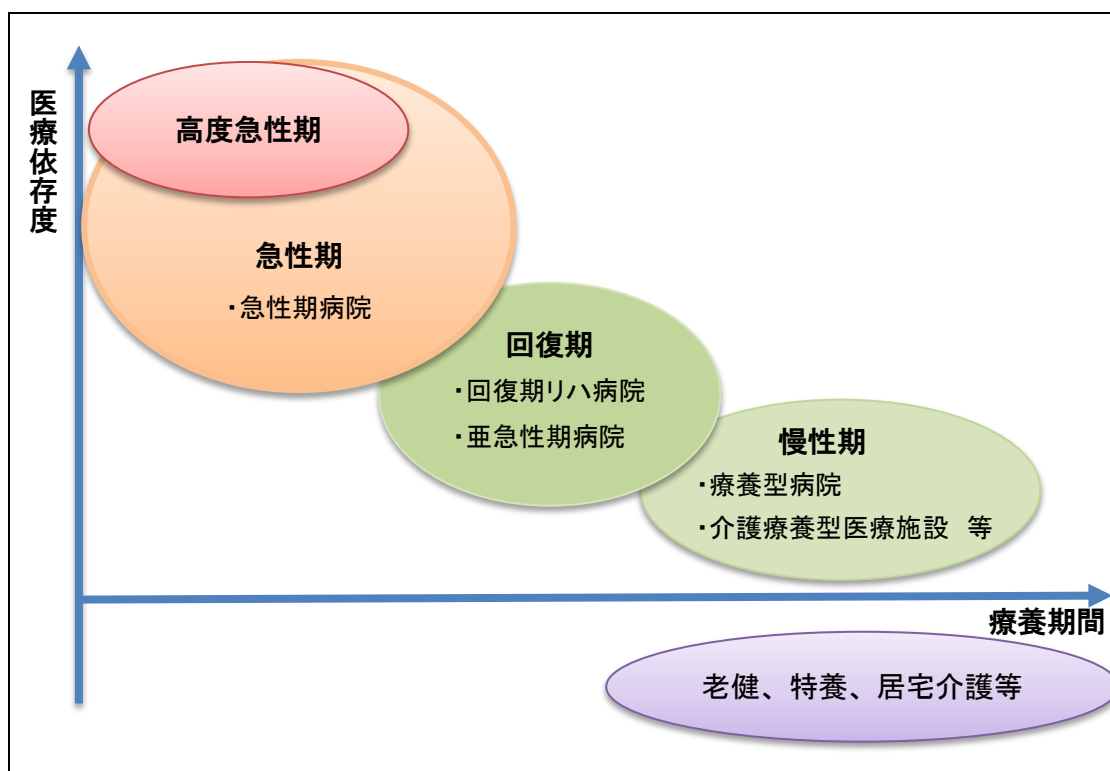 医療依存度
高度急性期
急性期
・急性期病院
回復期
・回復期リハ病院
・亜急性期病院
慢性期
・療養型病院
・介護療養型医療施設　等
療養期間
老健、特養、居宅介護等